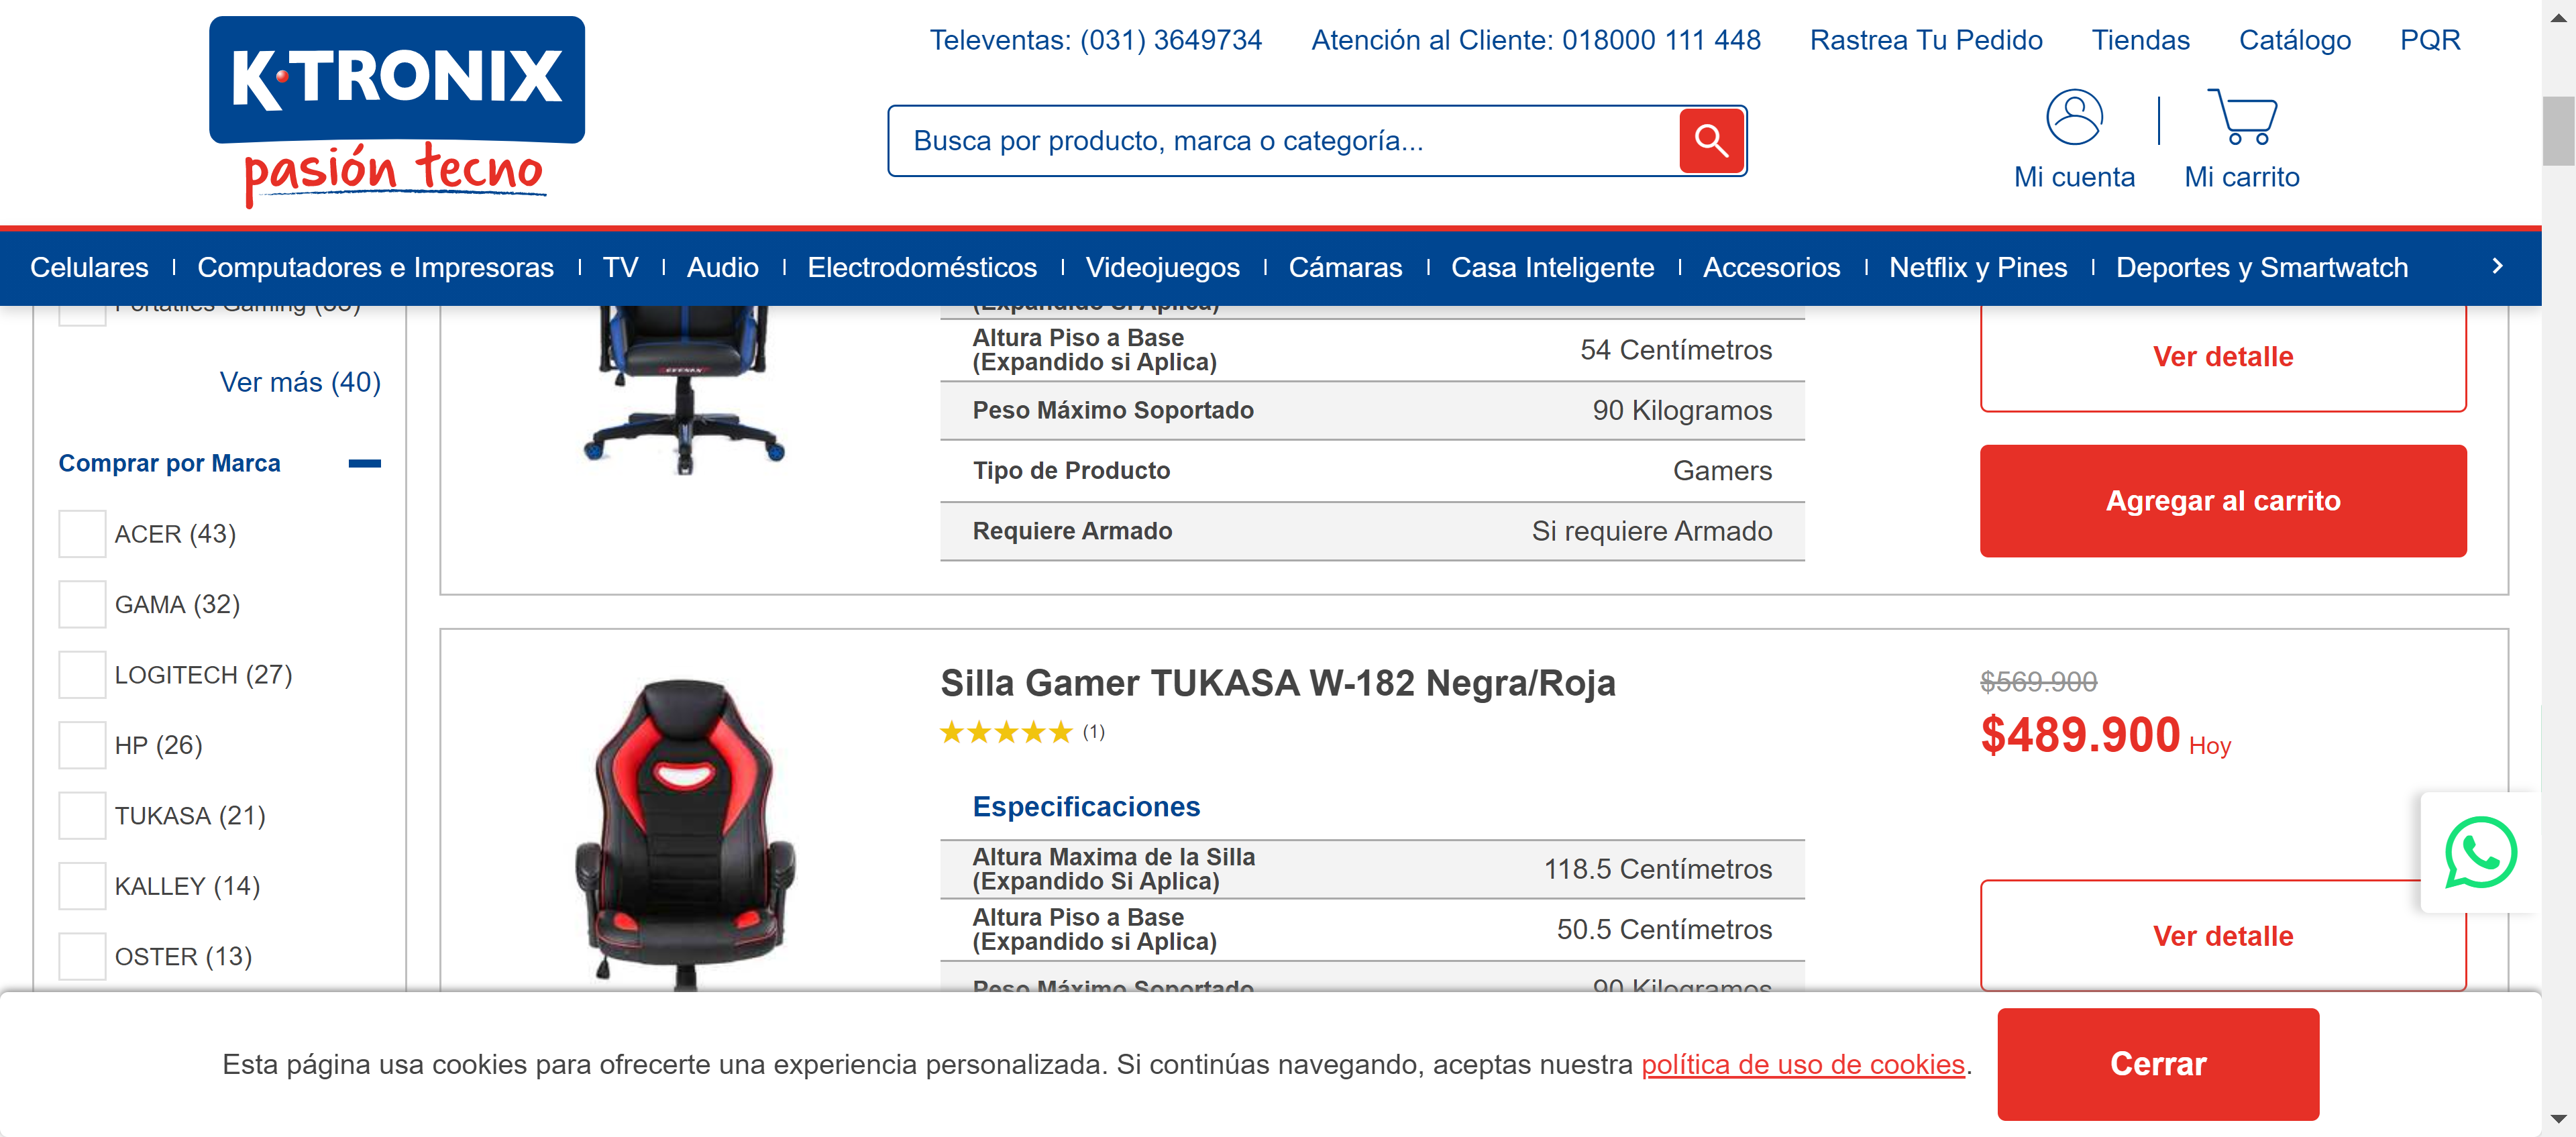 K·TRONIX
pasión tecno
Televentas: (031) 3649734
Atención al Cliente: 018000 111 448
Rastrea Tu Pedido
Tiendas
Catálogo
PQR
Busca por producto, marca o categoría...
Mi cuenta
Mi carrito
Celulares
Computadores e Impresoras
TV
Audio
Electrodomésticos
Videojuegos
Cámaras
Casa Inteligente
Accesorios
Netflix y Pines
Deportes y Smartwatch
Portátiles Gaming
Ver más (40)
Comprar por Marca
ACER (43)
GAMA (32)
LOGITECH (27)
HP (26)
TUKASA (21)
KALLEY (14)
OSTER (13)
(Expandido Si Aplica)
Altura Piso a Base
(Expandido si Aplica)
54 Centímetros
Peso Máximo Soportado
90 Kilogramos
Tipo de Producto
Gamers
Requiere Armado
Si requiere Armado
Ver detalle
Agregar al carrito
Silla Gamer TUKASA W-182 Negra/Roja
(1)
$569.900
$489.900 Hoy
Especificaciones
Altura Maxima de la Silla
(Expandido Si Aplica)
118.5 Centímetros
Altura Piso a Base
(Expandido si Aplica)
50.5 Centímetros
Peso Máximo Soportado
90 Kilogramos
Ver detalle
Esta página usa cookies para ofrecerte una experiencia personalizada. Si continúas navegando, aceptas nuestra política de uso de cookies.
Cerrar